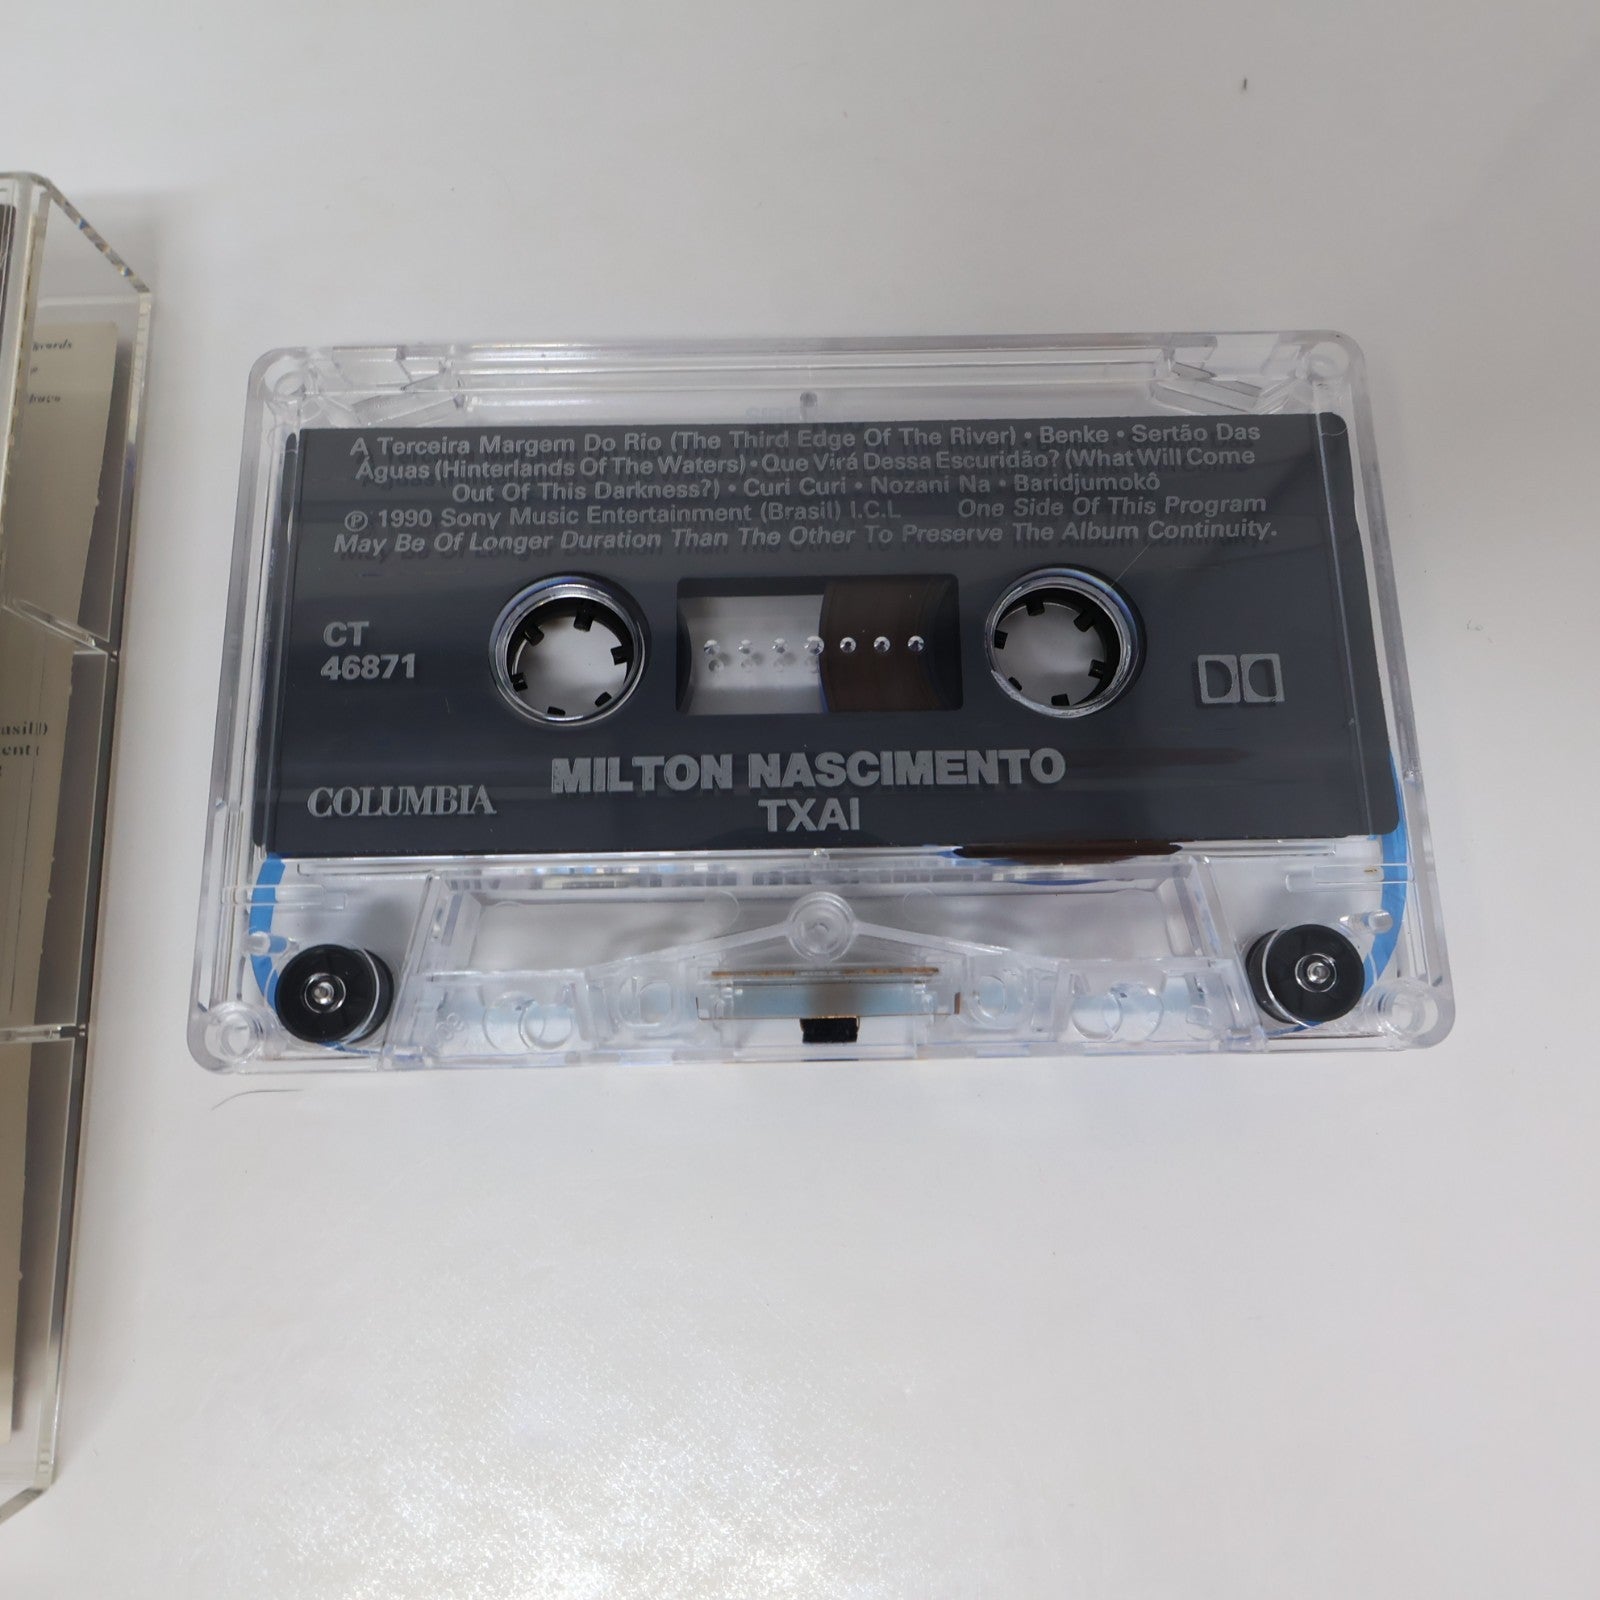 A Terceira Margem Do Rio (The Third Edge Of The River) • Benke • Sertão Das
Águas (Hinterlands Of The Waters) • Que Virá Dessa Escuridão? (What Will Come
Out Of This Darkness?) • Curi Curi • Nozani Na • Baridjumokô
℗ 1990 Sony Music Entertainment (Brasil) I.C.L One Side Of This Program
May Be Of Longer Duration Than The Other To Preserve The Album Continuity.
CT
46871
MILTON NASCIMENTO
COLUMBIA
TXAI